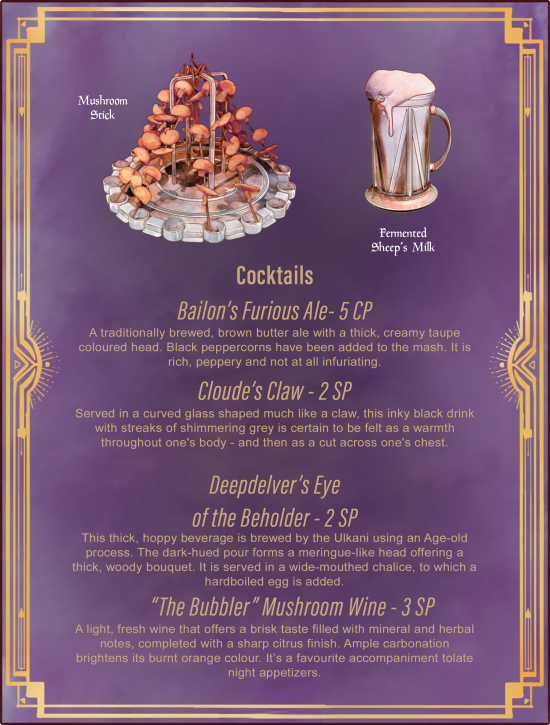 Mushroom
Stick
Fermented
Sheep's Milk
Cocktails
Bailon's Furious Ale- 5 CP
A traditionally brewed, brown butter ale with a thick, creamy taupe
coloured head. Black peppercorns have been added to the mash. It is
rich, peppery and not at all infuriating.
Cloude's Claw - 2 SP
Served in a curved glass shaped much like a claw, this inky black drink
with streaks of shimmering grey is certain to be felt as a warmth
throughout one's body - and then as a cut across one's chest.
Deepdelver's Eye
of the Beholder - 2 SP
This thick, hoppy beverage is brewed by the Ulkani using an Age-old
process. The dark-hued pour forms a meringue-like head offering a
thick, woody bouquet. It is served in a wide-mouthed chalice, to which a
hardboiled egg is added.
"The Bubbler" Mushroom Wine - 3 SP
A light, fresh wine that offers a brisk taste filled with mineral and herbal
notes, completed with a sharp citrus finish. Ample carbonation
brightens its burnt orange colour. It's a favourite accompaniment tolate
night appetizers.